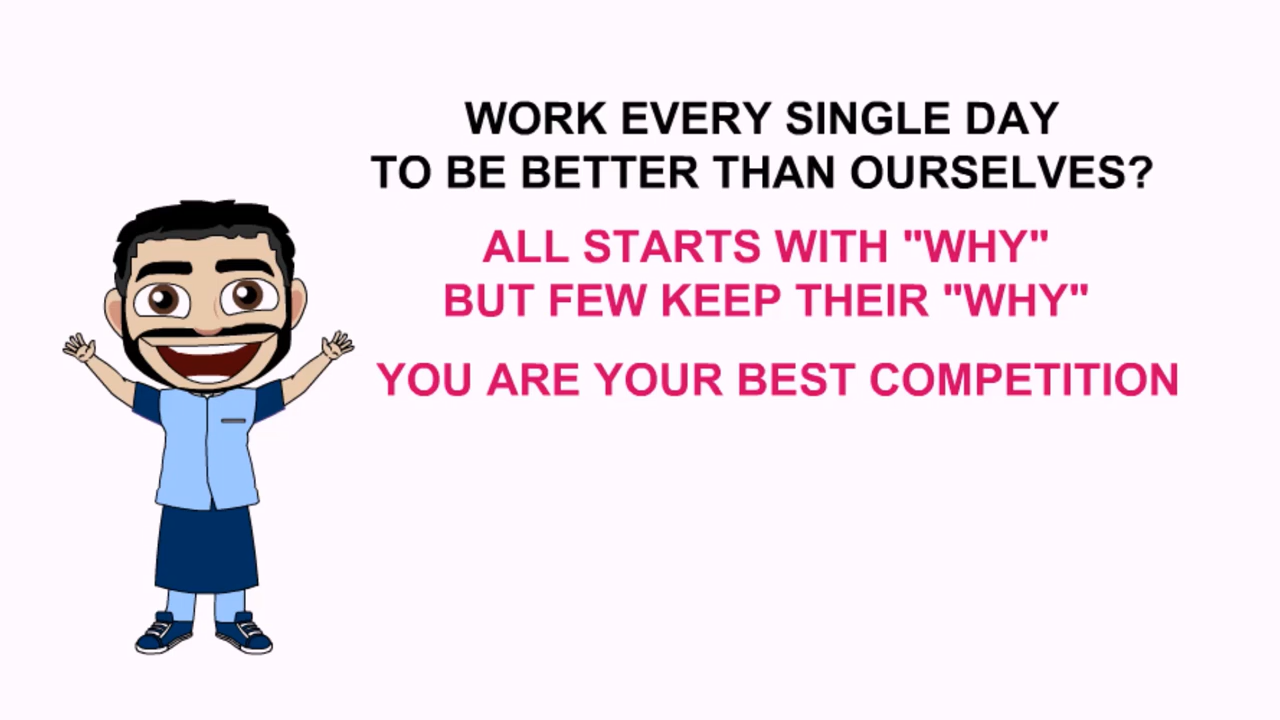 WORK EVERY SINGLE DAY
TO BE BETTER THAN OURSELVES?
ALL STARTS WITH "WHY"
BUT FEW KEEP THEIR "WHY"
YOU ARE YOUR BEST COMPETITION